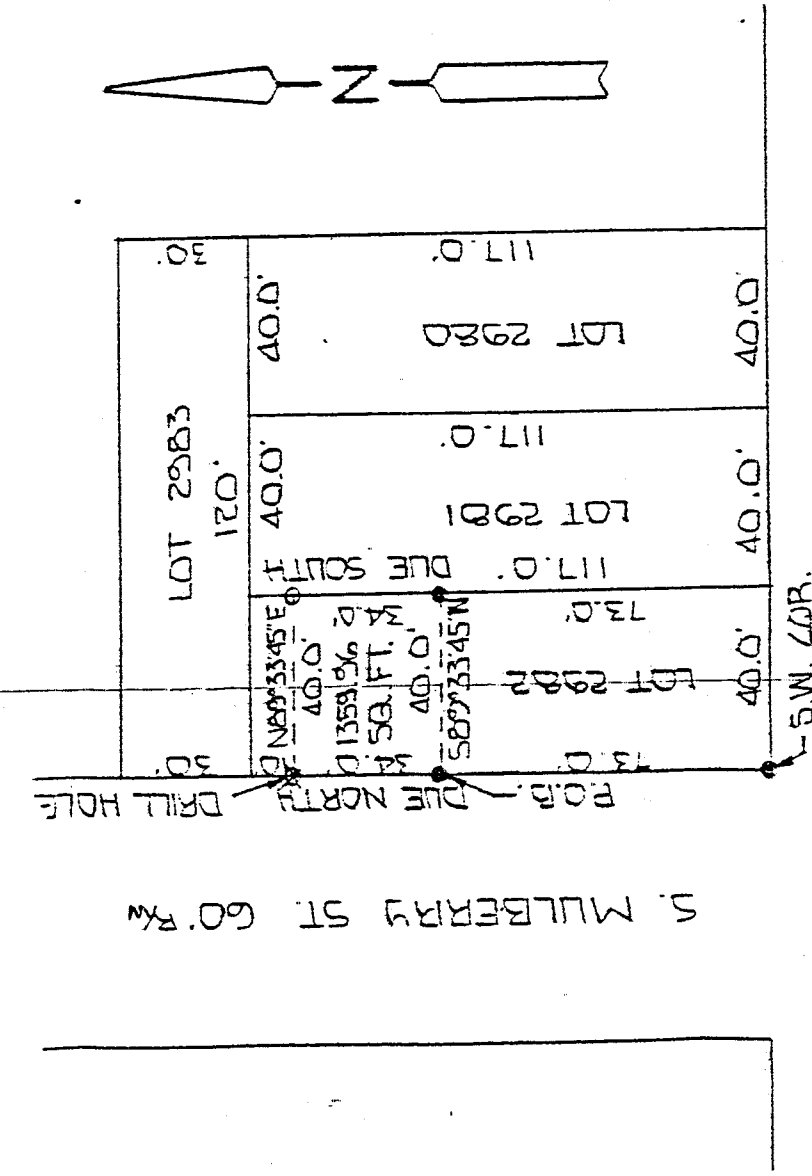 N
30'
117.0'
40.0'
LOT 2980
40.0'
LOT 2983
120'
117.0'
40.0'
LOT 2981
40.0'
DUE SOUTH
117.0'
N89°33'45"E
40.0'
34.0'
1359.96
SQ. FT.
40.0'
S89°33'45"W
73.0'
LOT 2982
40.0'
30'
10'
34.0'
73.0'
DRILL HOLE
DUE NORTH
P.O.B.
S.W. COR.
S. MULBERRY ST. 60' R/W